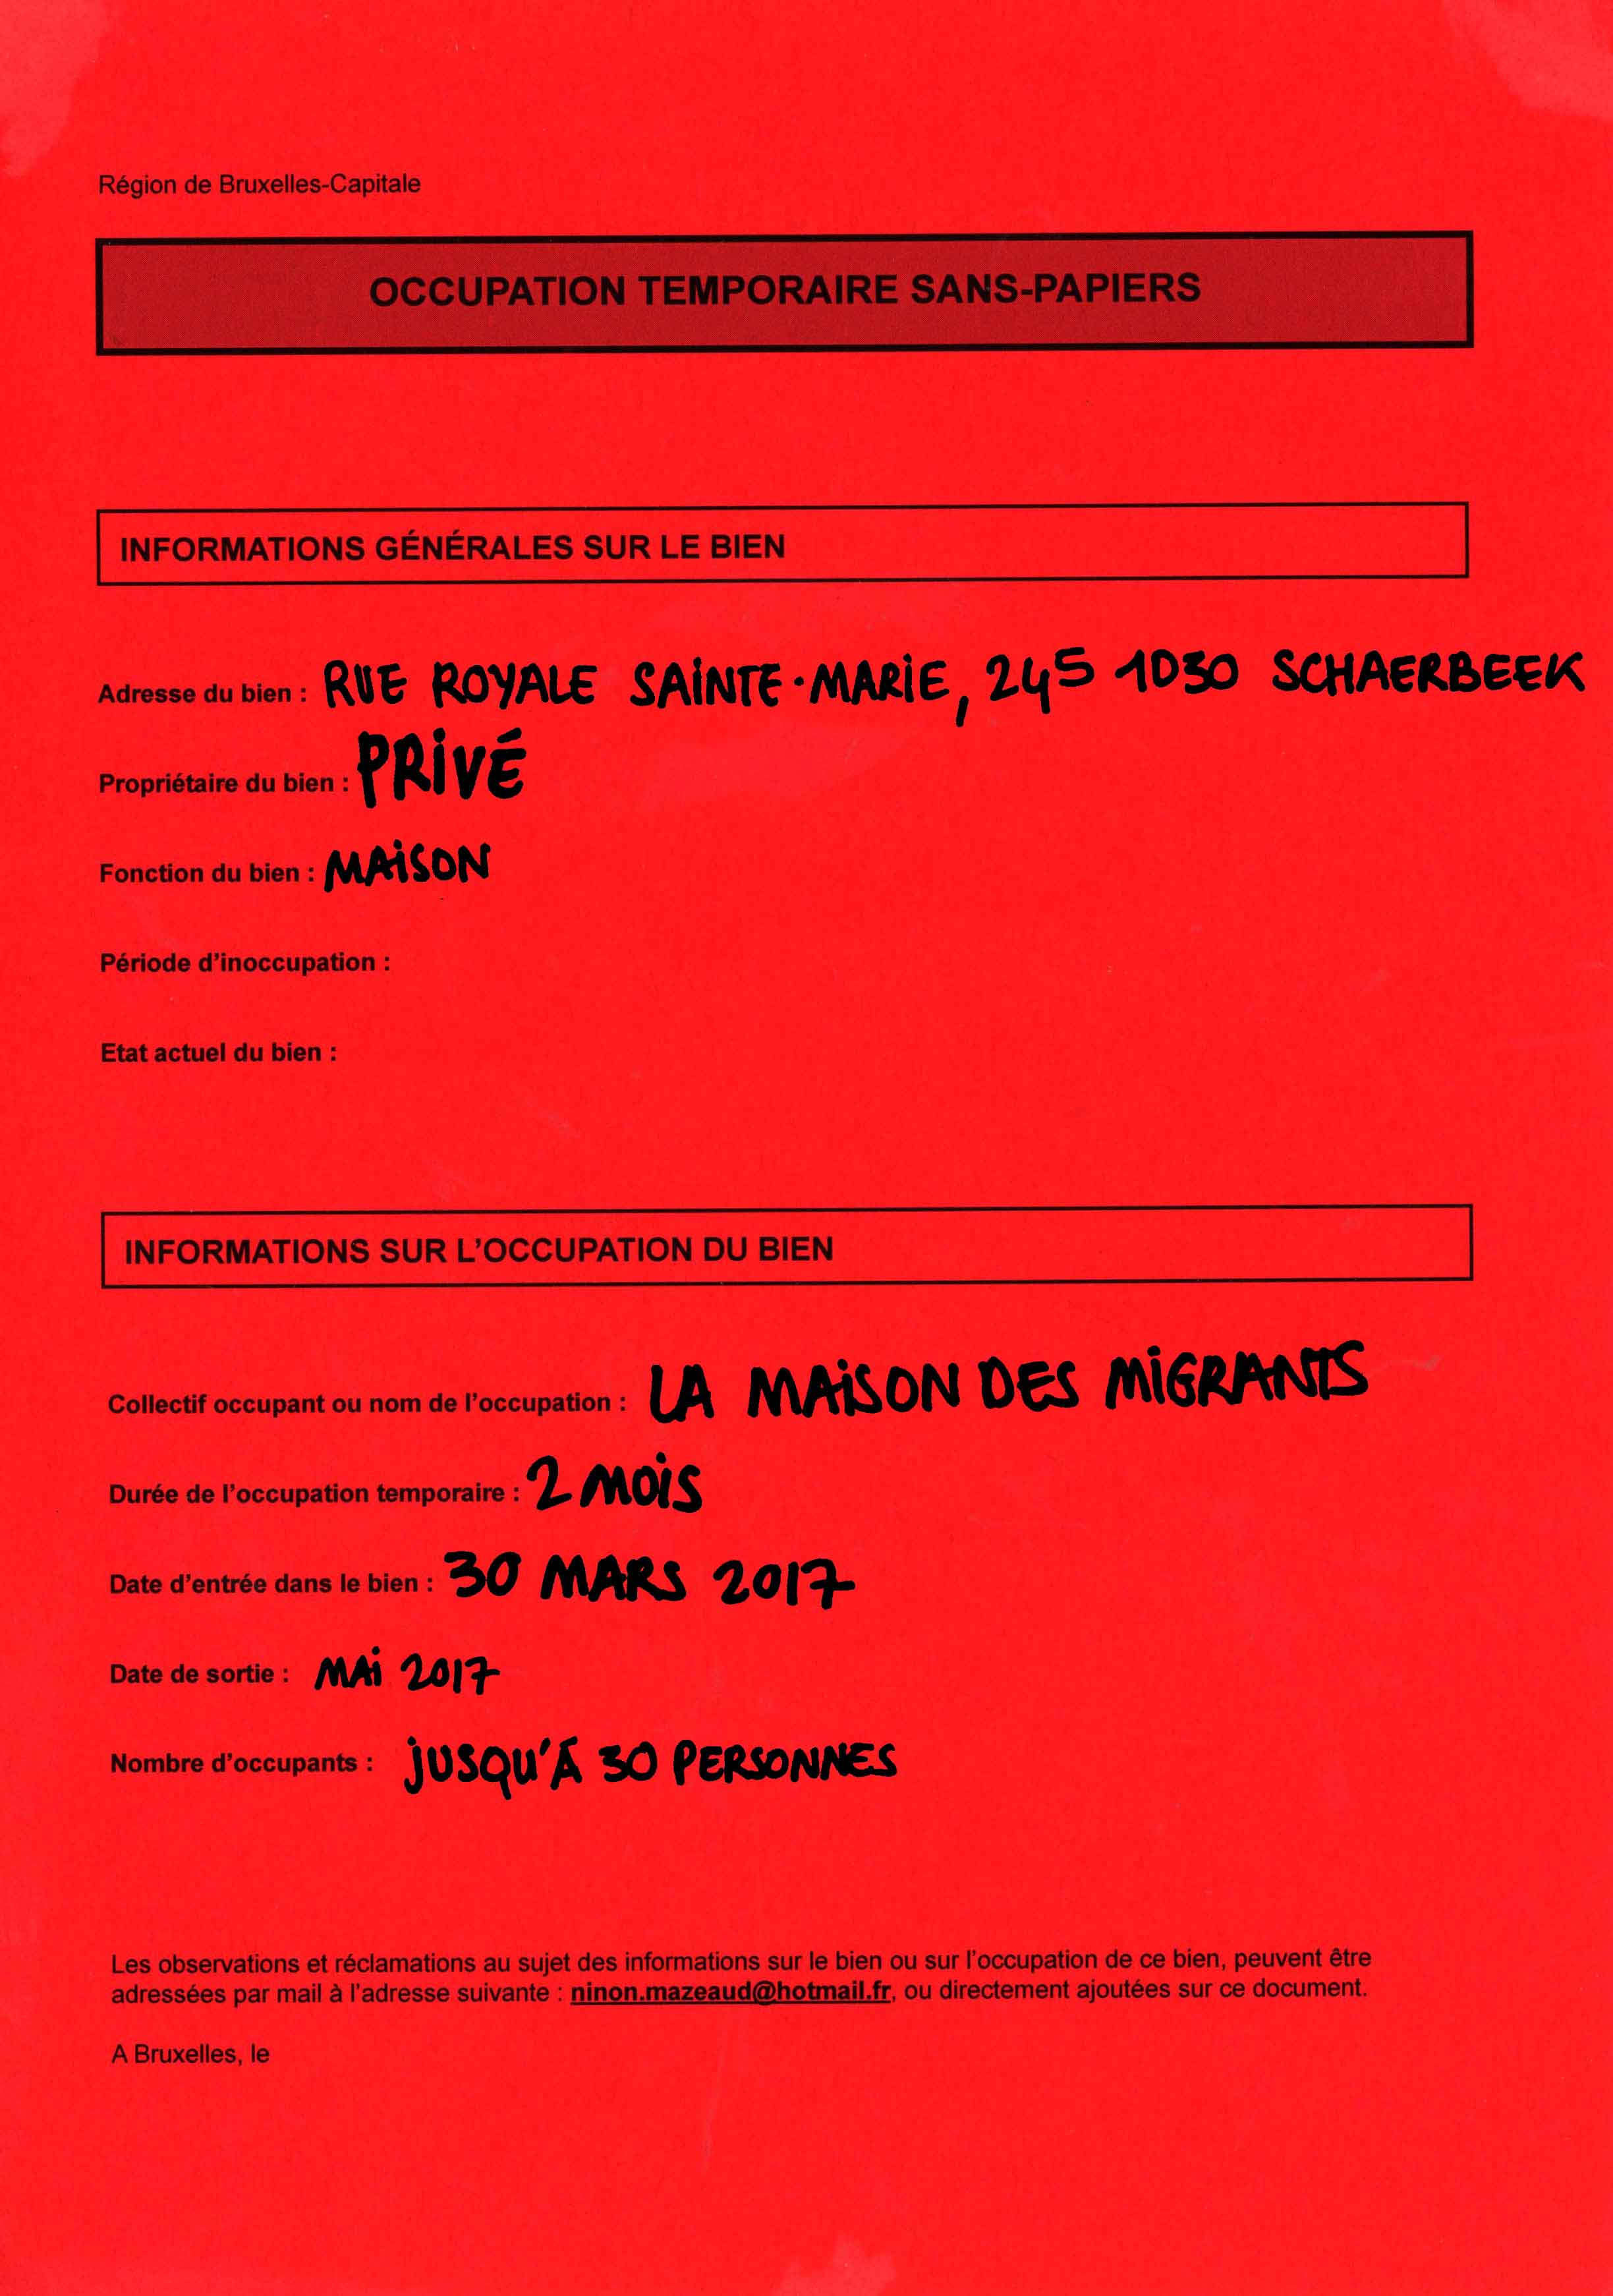 Région de Bruxelles-Capitale
OCCUPATION TEMPORAIRE SANS-PAPIERS
INFORMATIONS GÉNÉRALES SUR LE BIEN
Adresse du bien : RUE ROYALE SAINTE-MARIE, 245 1030 SCHAERBEEK
Propriétaire du bien : PRIVÉ
Fonction du bien : MAISON
Période d'inoccupation :
Etat actuel du bien :
INFORMATIONS SUR L'OCCUPATION DU BIEN
Collectif occupant ou nom de l'occupation : LA MAISON DES MIGRANTS
Durée de l'occupation temporaire : 2 MOIS
Date d'entrée dans le bien : 30 MARS 2017
Date de sortie : MAI 2017
Nombre d'occupants : JUSQU'À 30 PERSONNES
Les observations et réclamations au sujet des informations sur le bien ou sur l'occupation de ce bien, peuvent être
adressées par mail à l'adresse suivante : ninon.mazeaud@hotmail.fr, ou directement ajoutées sur ce document.
A Bruxelles, le